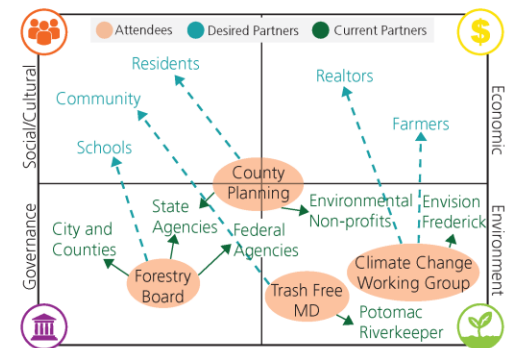 Attendees
Desired Partners
Current Partners
$
Social/Cultural
Economic
Residents
Realtors
Community
Farmers
Schools
County
Planning
Governance
Environment
State
Agencies
Environmental
Non-profits
Envision
Frederick
City and
Counties
Federal
Agencies
Forestry
Board
Trash Free
MD
Climate Change
Working Group
Potomac
Riverkeeper